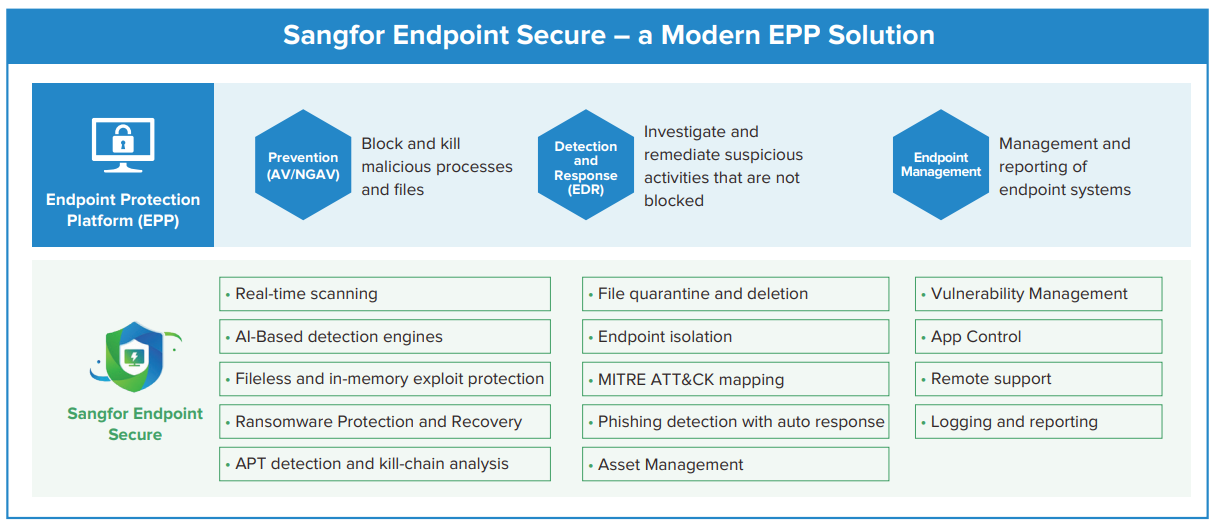 Sangfor Endpoint Secure – a Modern EPP Solution
Endpoint Protection
Platform (EPP)
Prevention
(AV/NGAV)
Block and kill
malicious processes
and files
Detection
and
Response
(EDR)
Investigate and
remediate suspicious
activities that are not
blocked
Endpoint
Management
Management and
reporting of
endpoint systems
Sangfor Endpoint
Secure
• Real-time scanning
• AI-Based detection engines
• Fileless and in-memory exploit protection
• Ransomware Protection and Recovery
• APT detection and kill-chain analysis
• File quarantine and deletion
• Endpoint isolation
• MITRE ATT&CK mapping
• Phishing detection with auto response
• Asset Management
• Vulnerability Management
• App Control
• Remote support
• Logging and reporting